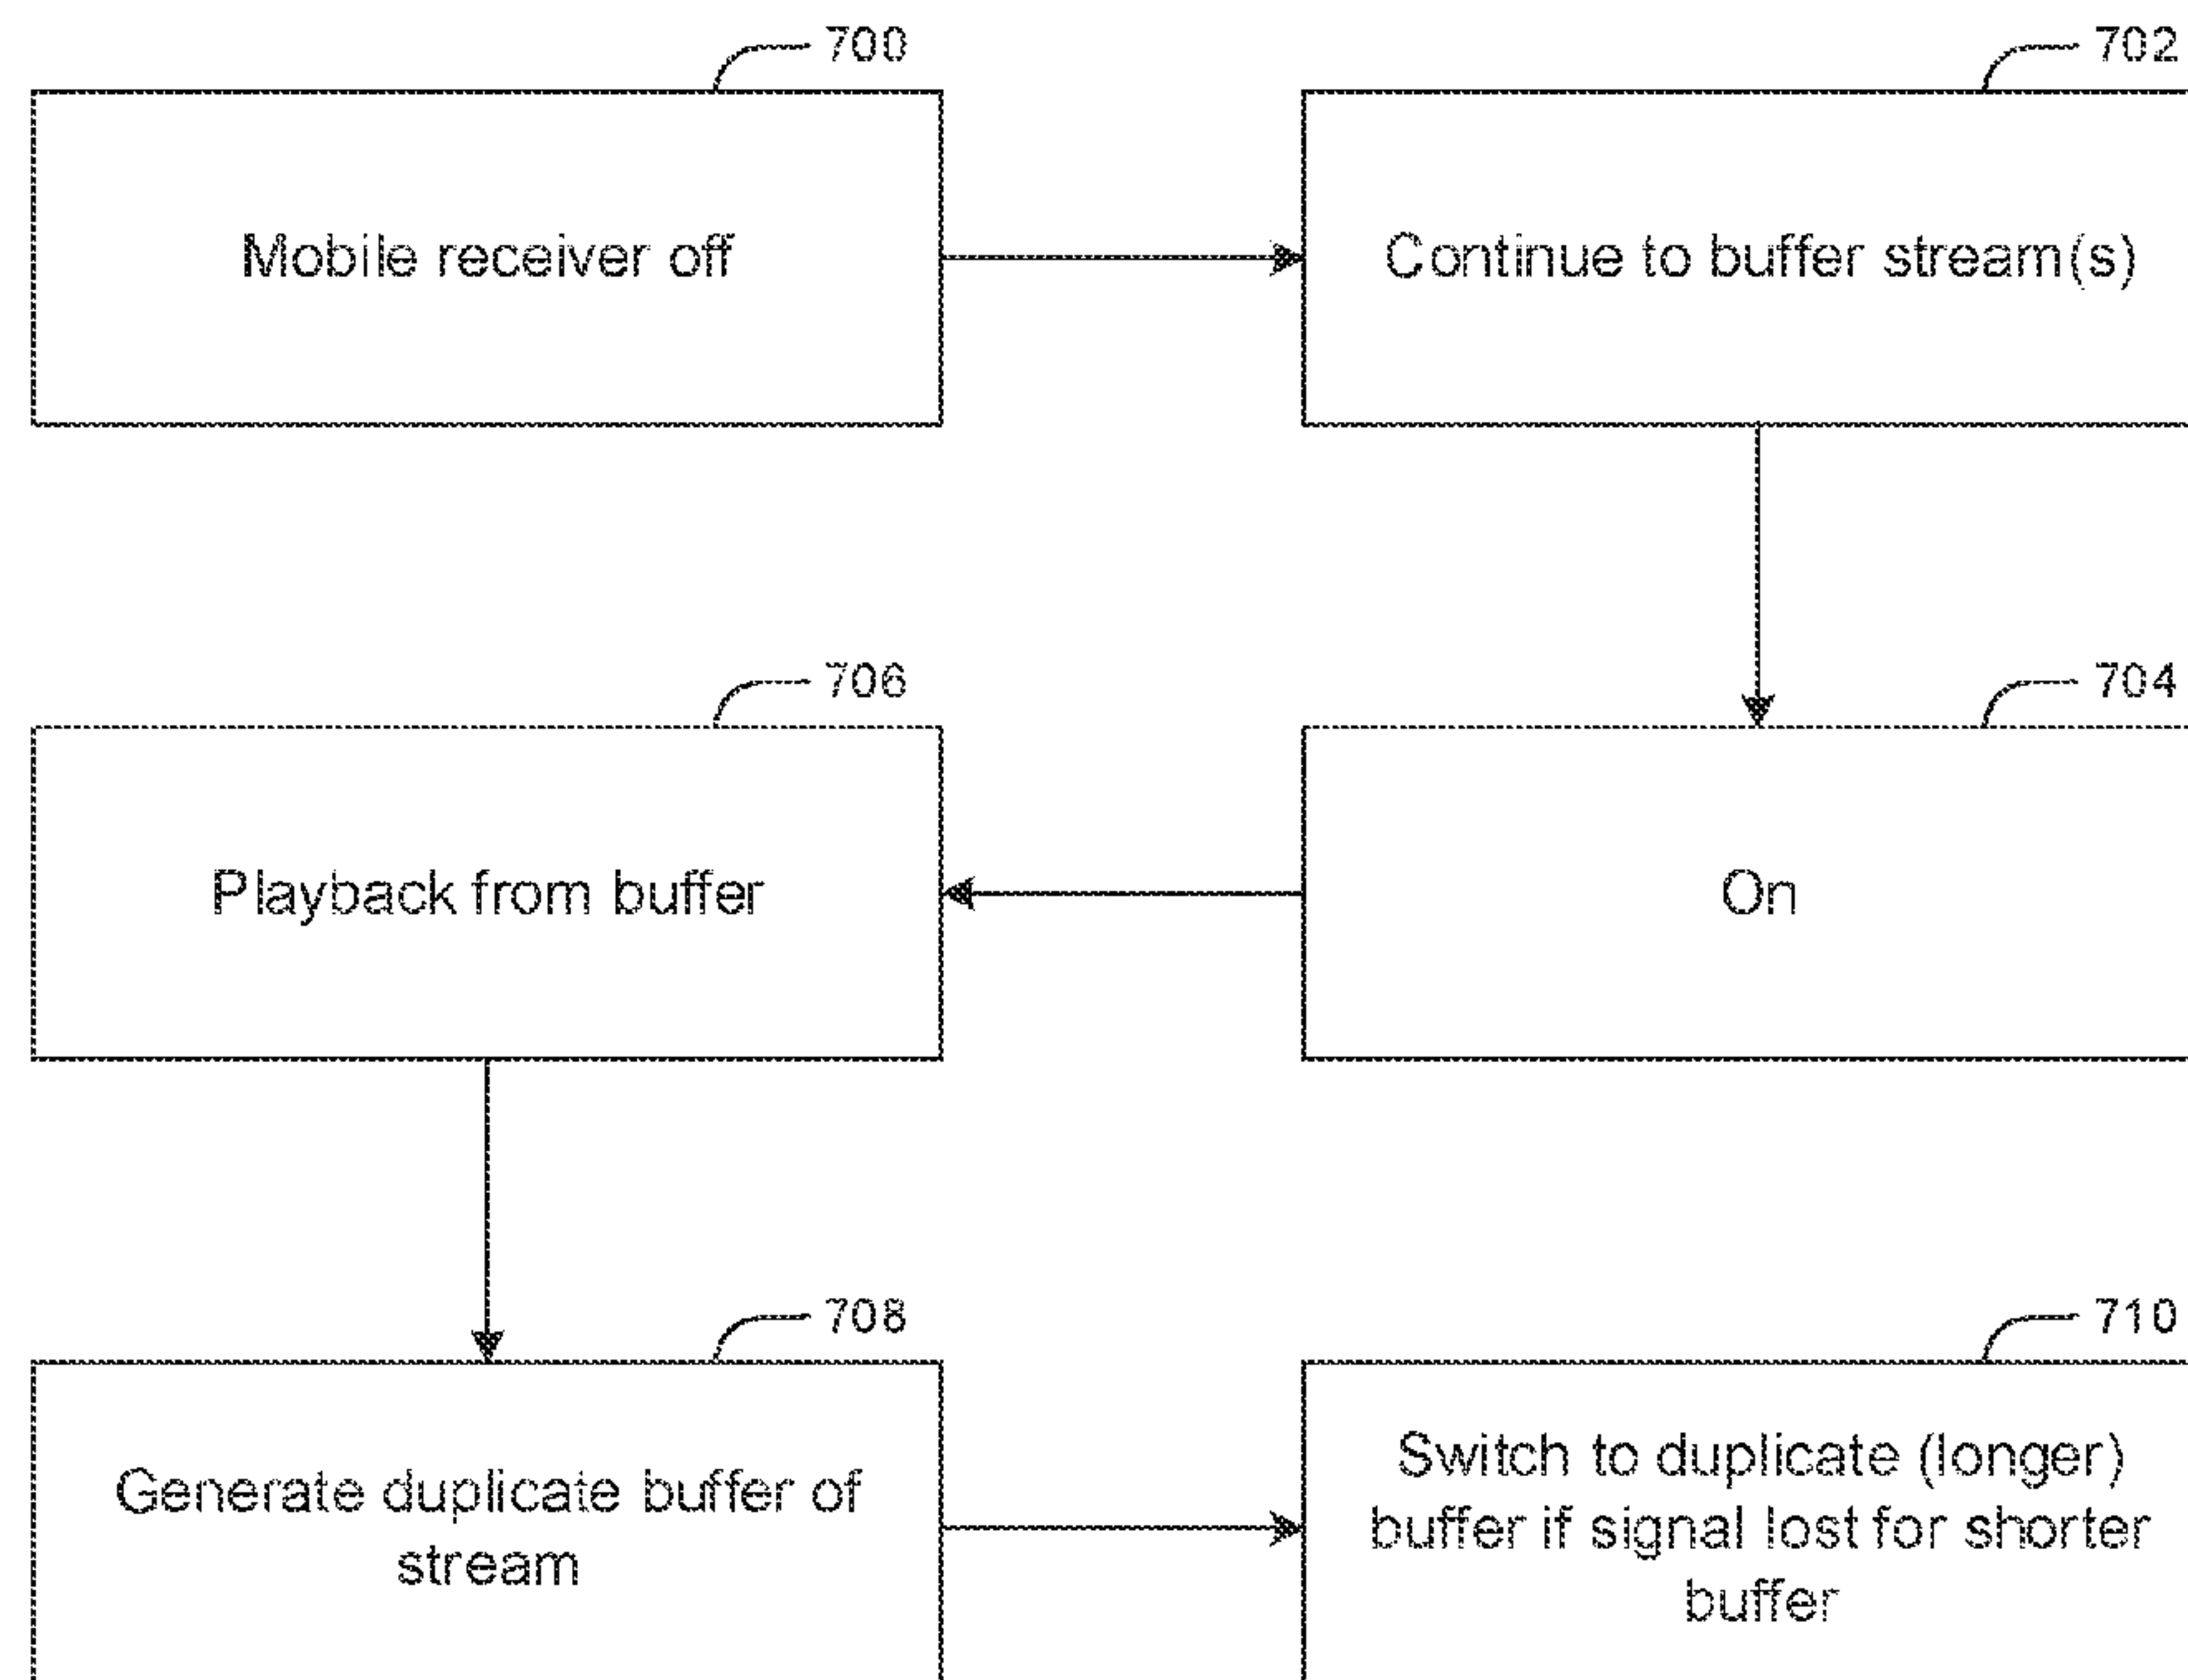 700
Mobile receiver off
702
Continue to buffer stream(s)
704
On
706
Playback from buffer
708
Generate duplicate buffer of
stream
710
Switch to duplicate (longer)
buffer if signal lost for shorter
buffer